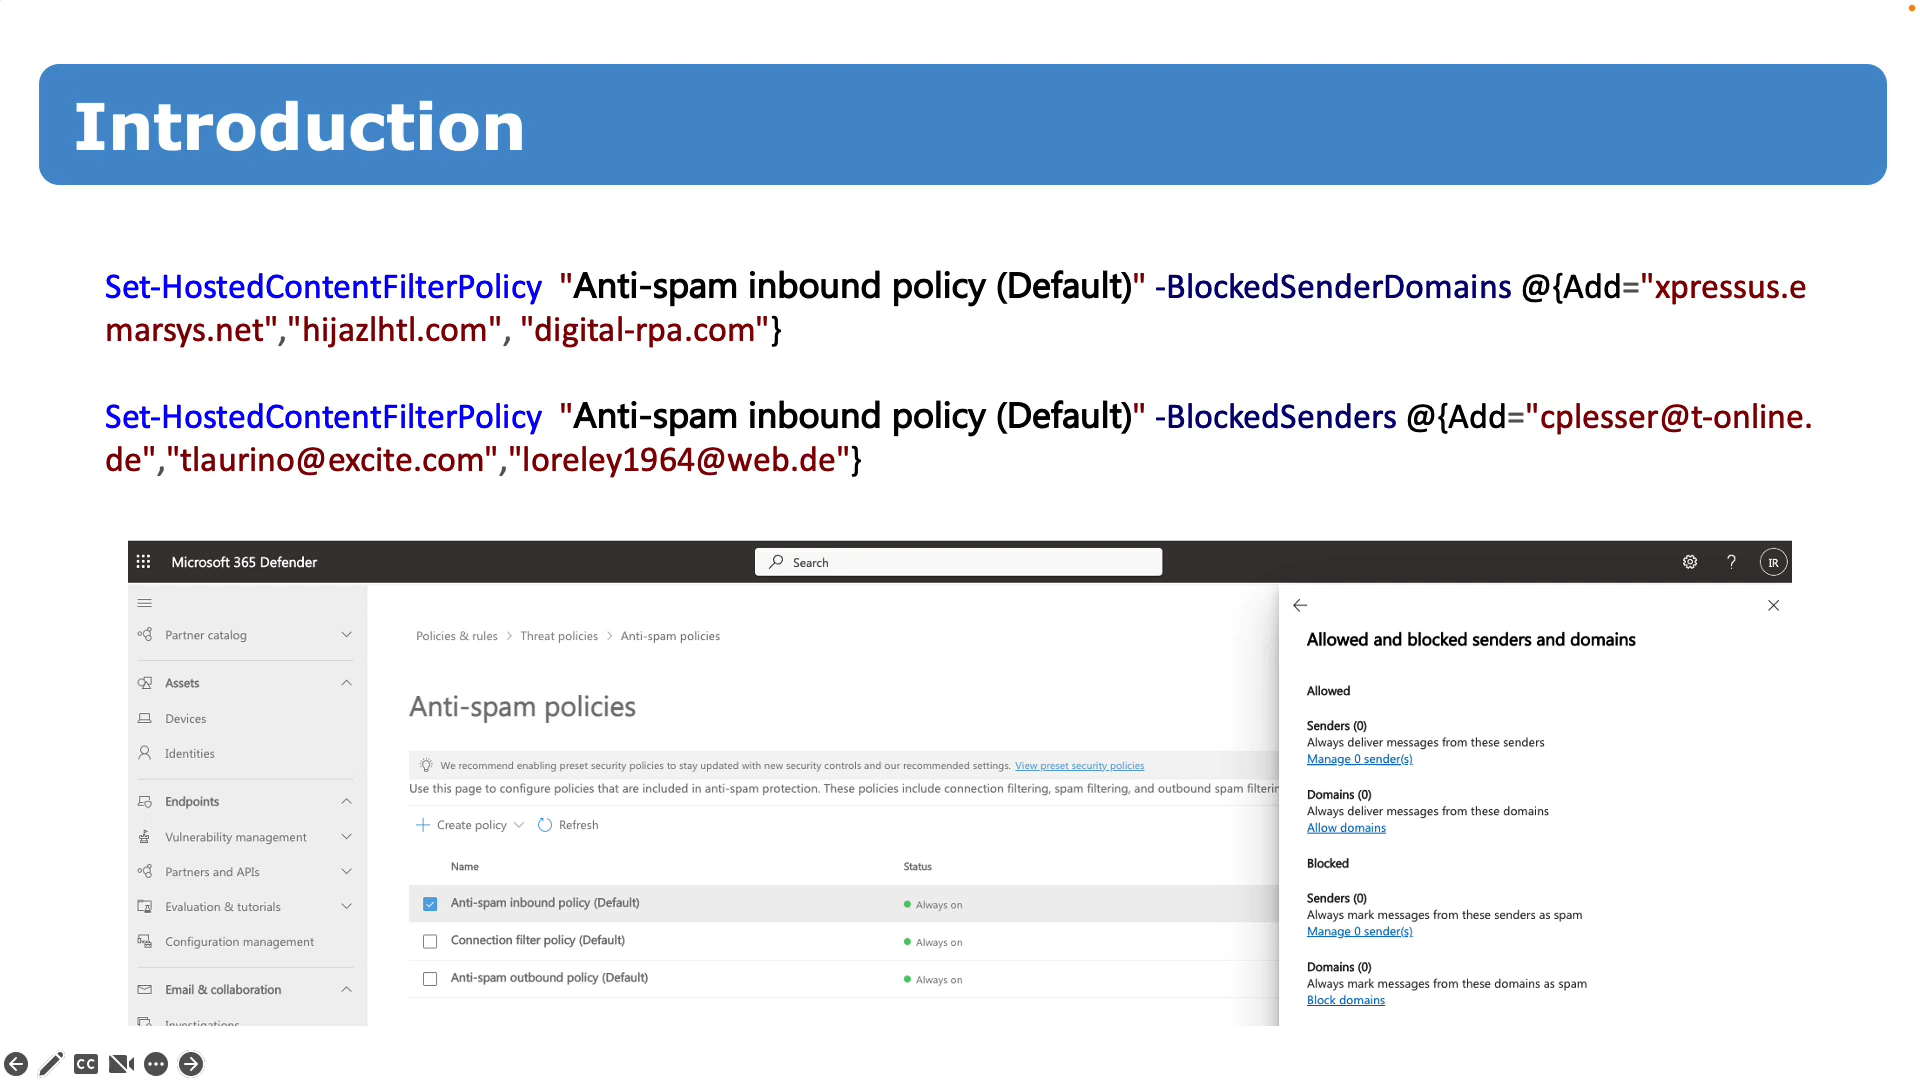 Introduction
Set-HostedContentFilterPolicy "Anti-spam inbound policy (Default)" -BlockedSenderDomains @{Add="xpressus.e
marsys.net","hijazlhtl.com", "digital-rpa.com"}
Set-HostedContentFilterPolicy "Anti-spam inbound policy (Default)" -BlockedSenders @{Add="cplesser@t-online.
de","tlaurino@excite.com","loreley1964@web.de"}
Microsoft 365 Defender
Search
?
IR
Partner catalog
Assets
Devices
Identities
Endpoints
Vulnerability management
Partners and APIs
Evaluation & tutorials
Configuration management
Email & collaboration
Investigations
Policies & rules > Threat policies > Anti-spam policies
Anti-spam policies
We recommend enabling preset security policies to stay updated with new security controls and our recommended settings. View preset security policies
Use this page to configure policies that are included in anti-spam protection. These policies include connection filtering, spam filtering, and outbound spam
Create policy
Refresh
Name Status
Anti-spam inbound policy (Default) Always on
Connection filter policy (Default) Always on
Anti-spam outbound policy (Default) Always on
Allowed and blocked senders and domains
Allowed
Senders (0)
Always deliver messages from these senders
Manage 0 sender(s)
Domains (0)
Always deliver messages from these domains
Allow domains
Blocked
Senders (0)
Always mark messages from these senders as spam
Manage 0 sender(s)
Domains (0)
Always mark messages from these domains as spam
Block domains
CC